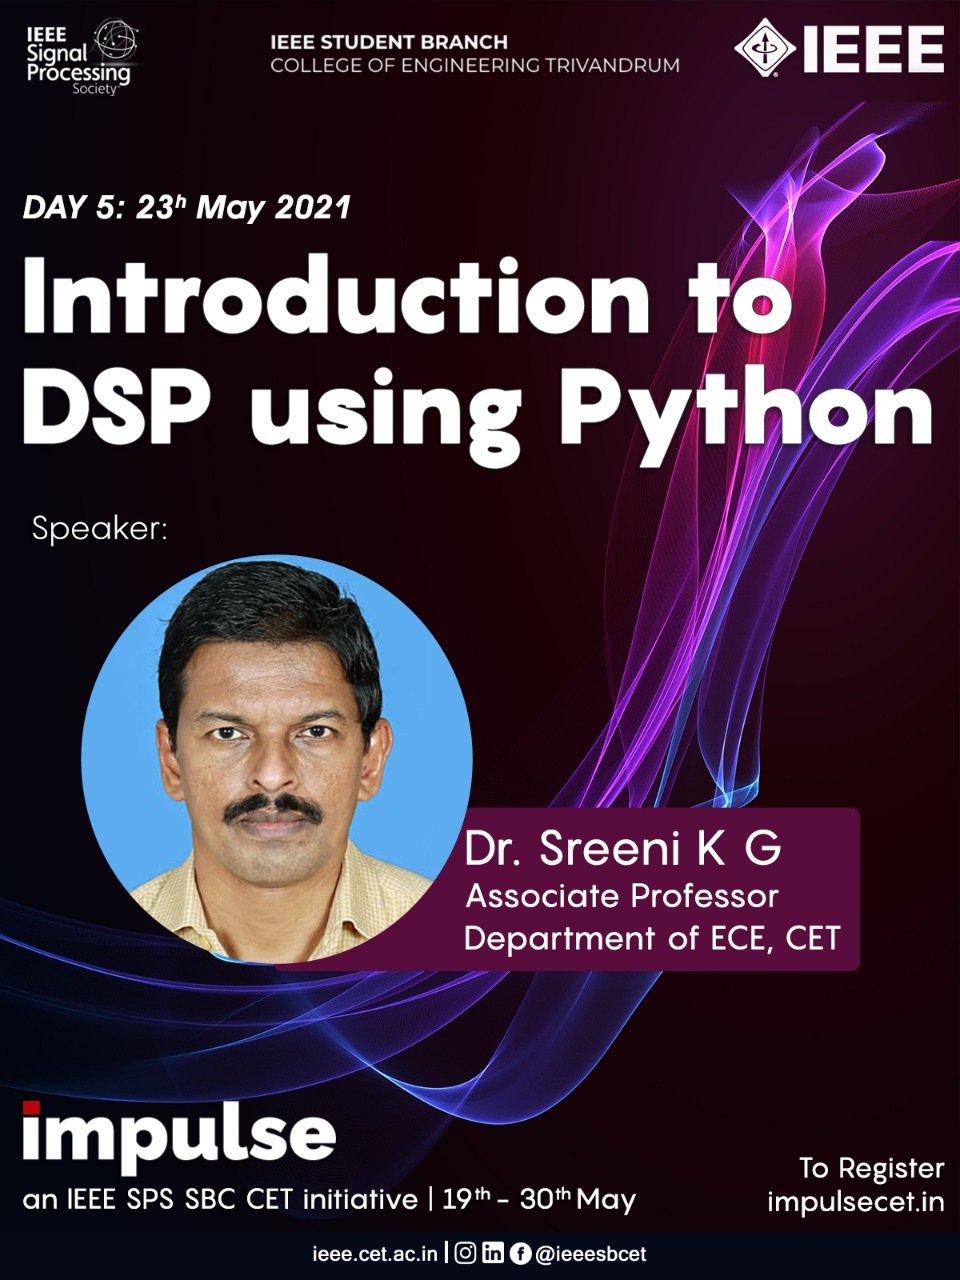 IEEE
Signal
Processing
Society
IEEE STUDENT BRANCH
COLLEGE OF ENGINEERING TRIVANDRUM
IEEE
DAY 5: 23h May 2021
Introduction to
DSP using Python
Speaker:
Dr. Sreeni K G
Associate Professor
Department of ECE, CET
impulse
an IEEE SPS SBC CET initiative | 19th - 30th May
To Register
impulsecet.in
ieee.cet.ac.in | @ieeesbcet